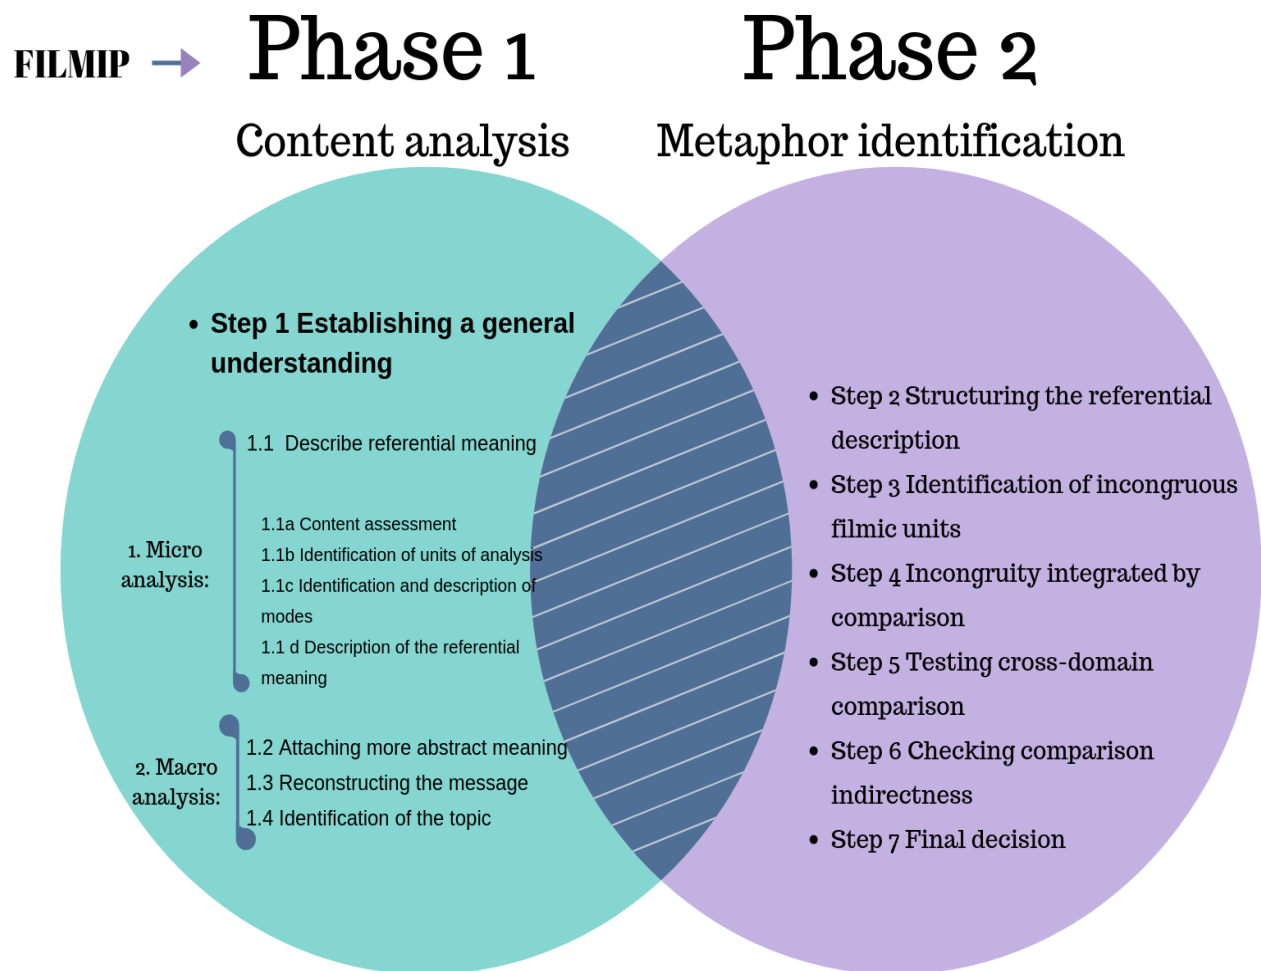 FILMIP
Phase 1
Phase 2
Content analysis
Metaphor identification
• Step 1 Establishing a general
understanding
1. Micro
analysis:
1.1 Describe referential meaning
1.1a Content assessment
1.1b Identification of units of analysis
1.1c Identification and description of
modes
1.1 d Description of the referential
meaning
2. Macro
analysis:
1.2 Attaching more abstract meaning
1.3 Reconstructing the message
1.4 Identification of the topic
• Step 2 Structuring the referential
description
• Step 3 Identification of incongruous
filmic units
• Step 4 Incongruity integrated by
comparison
• Step 5 Testing cross-domain
comparison
• Step 6 Checking comparison
indirectness
• Step 7 Final decision